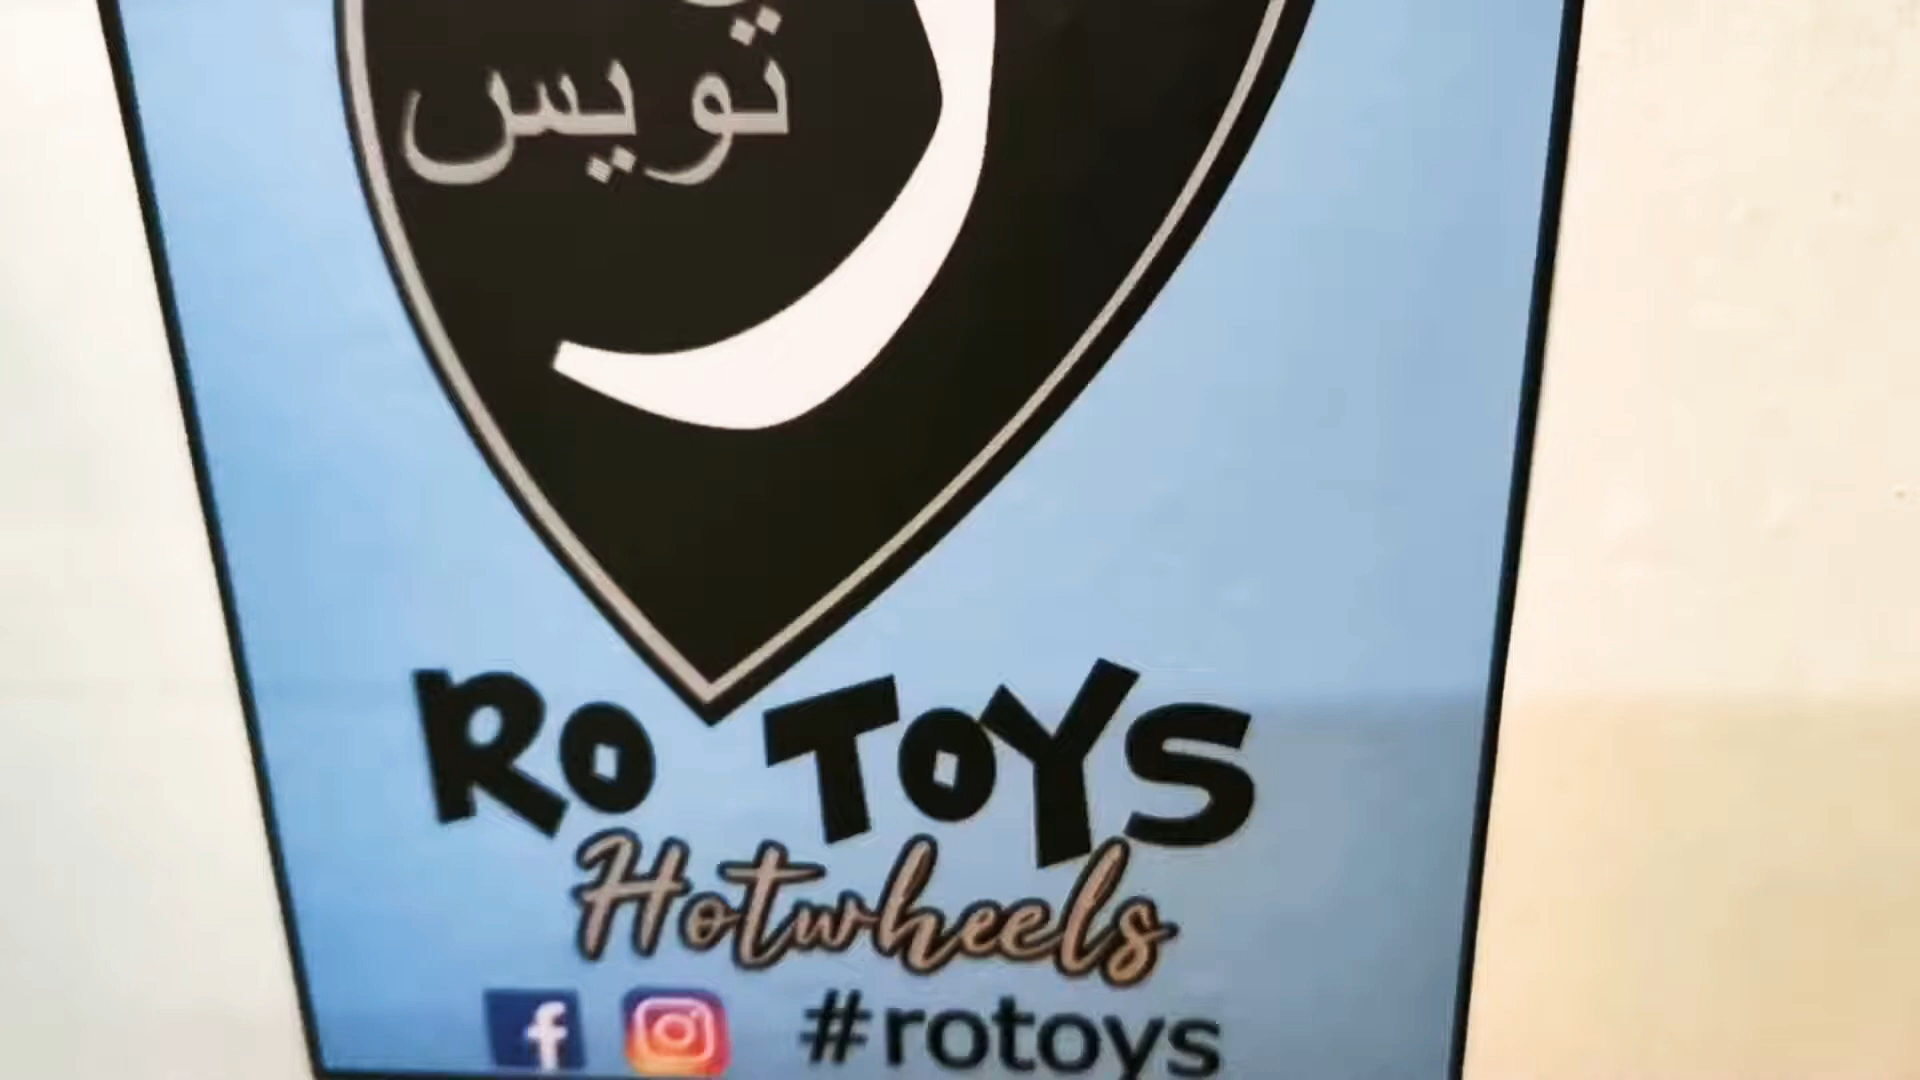 تويس
RO TOYS
Hotwheels
#rotoys